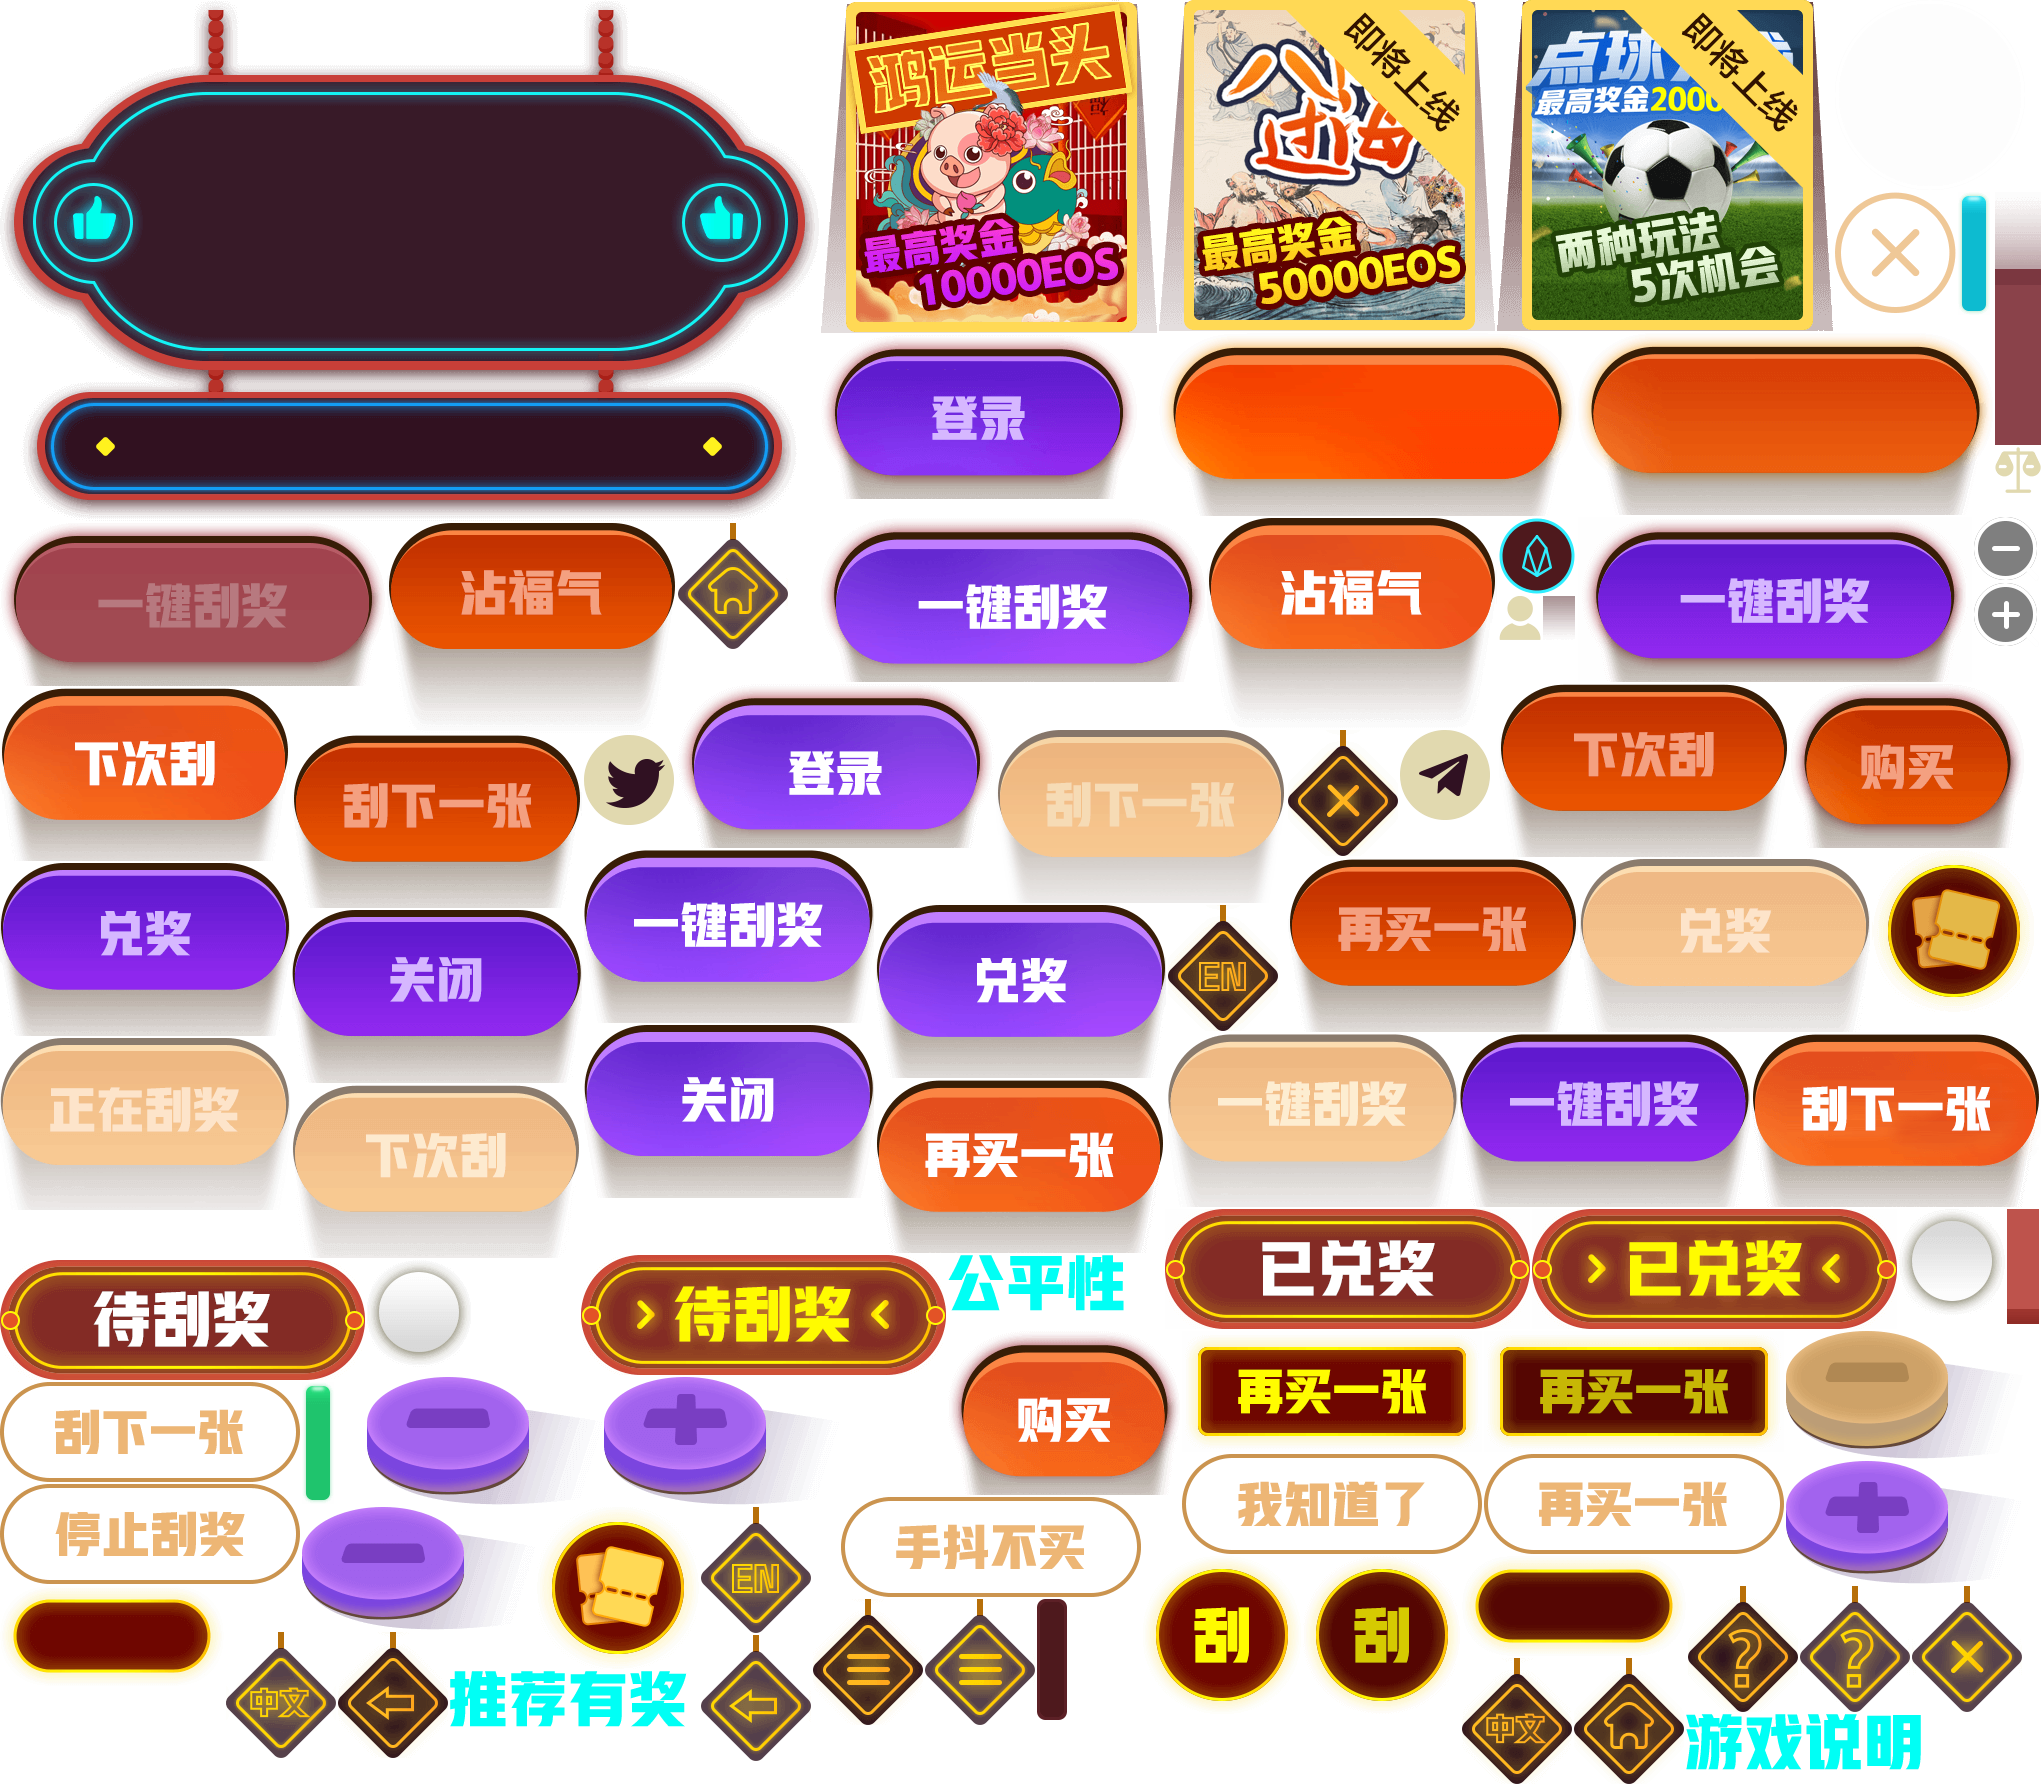 鸿运当头
最高奖金
10000EOS
即将上线
最高奖金
50000EOS
即将上线
最高奖金2000
两种玩法
5次机会
登录
一键刮奖
沾福气
一键刮奖
沾福气
一键刮奖
下次刮
刮下一张
登录
刮下一张
下次刮
购买
兑奖
关闭
一键刮奖
兑奖
EN
再买一张
兑奖
正在刮奖
下次刮
关闭
再买一张
一键刮奖
一键刮奖
刮下一张
待刮奖
待刮奖
公平性
已兑奖
已兑奖
刮下一张
购买
再买一张
再买一张
停止刮奖
EN
手抖不买
我知道了
再买一张
刮
刮
中文
推荐有奖
?
?
中文
游戏说明